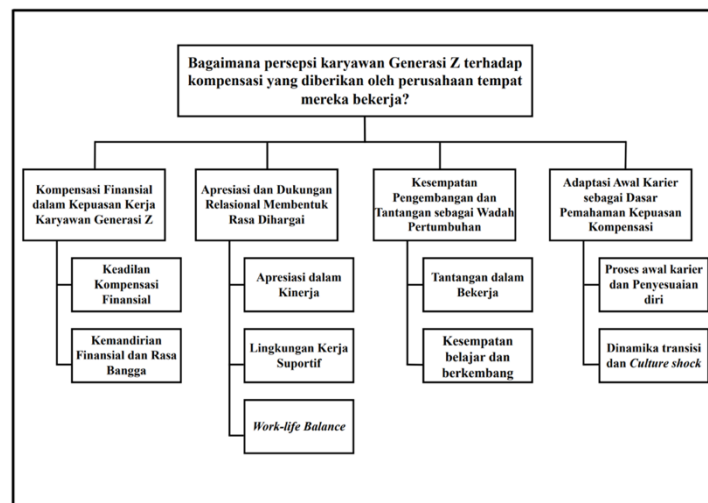 Bagaimana persepsi karyawan Generasi Z terhadap
kompensasi yang diberikan oleh perusahaan tempat
mereka bekerja?
Kompensasi Finansial
dalam Kepuasan Kerja
Karyawan Generasi Z
Keadilan
Kompensasi
Finansial
Kemandirian
Finansial dan Rasa
Bangga
Apresiasi dan Dukungan
Relasional Membentuk
Rasa Dihargai
Apresiasi dalam
Kinerja
Lingkungan Kerja
Suportif
Work-life Balance
Kesempatan
Pengembangan dan
Tantangan sebagai Wadah
Pertumbuhan
Tantangan dalam
Bekerja
Kesempatan
belajar dan
berkembang
Adaptasi Awal Karier
sebagai Dasar
Pemahaman Kepuasan
Kompensasi
Proses awal karier
dan Penyesuaian
diri
Dinamika transisi
dan Culture shock